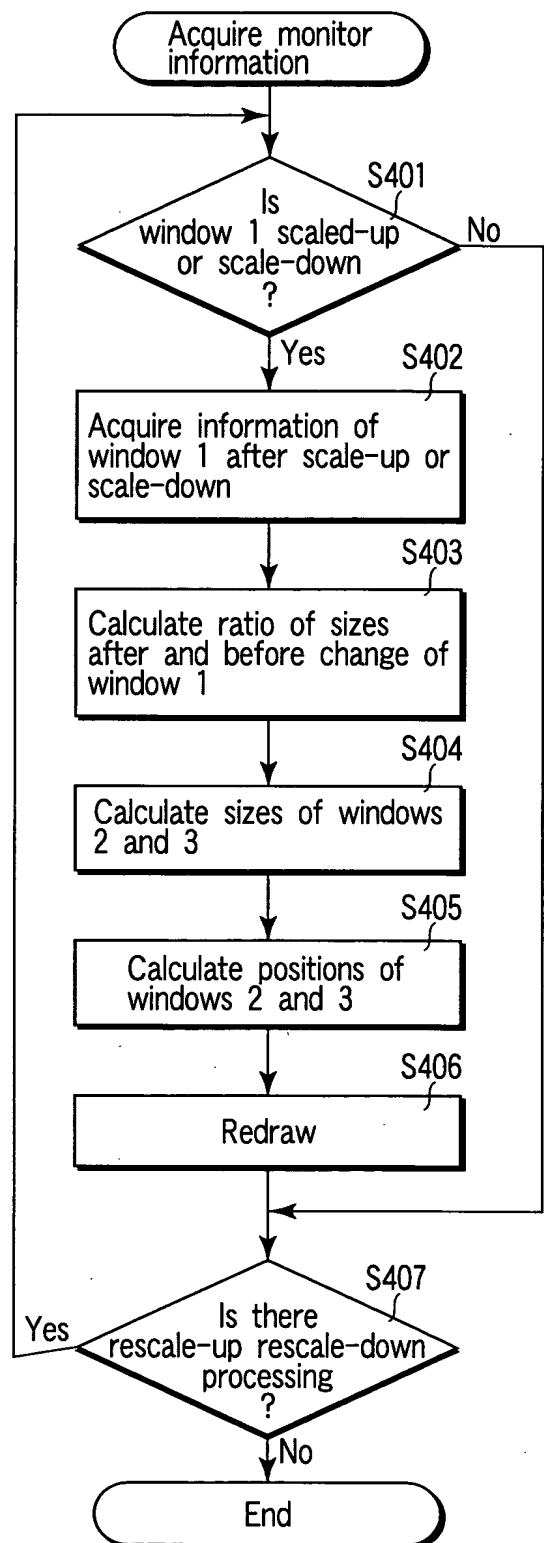 Acquire monitor
information
S401
Is
window 1 scaled-up
or scale-down
?
No
Yes
S402
Acquire information of
window 1 after scale-up or
scale-down
S403
Calculate ratio of sizes
after and before change of
window 1
S404
Calculate sizes of windows
2 and 3
S405
Calculate positions of
windows 2 and 3
S406
Redraw
S407
Is there
rescale-up rescale-down
processing
?
Yes
No
End